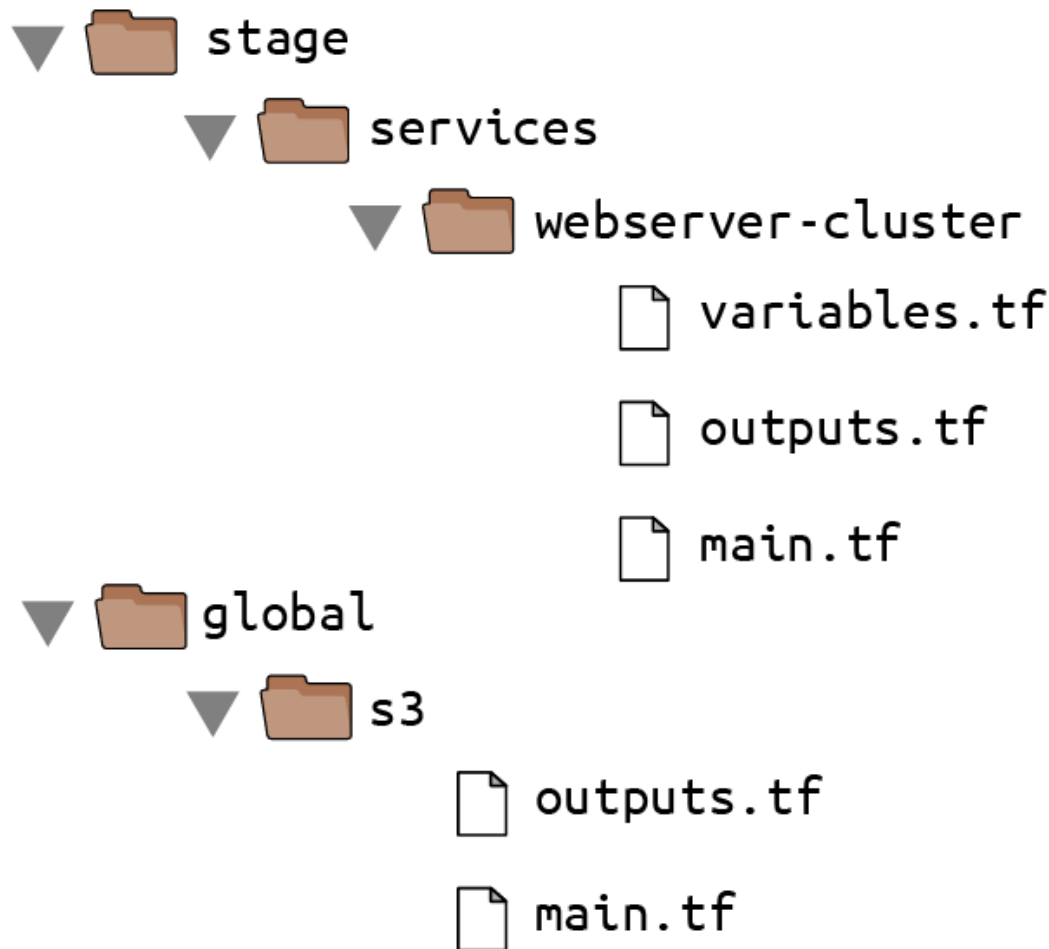 stage
services
webserver-cluster
variables.tf
outputs.tf
main.tf
global
s3
outputs.tf
main.tf